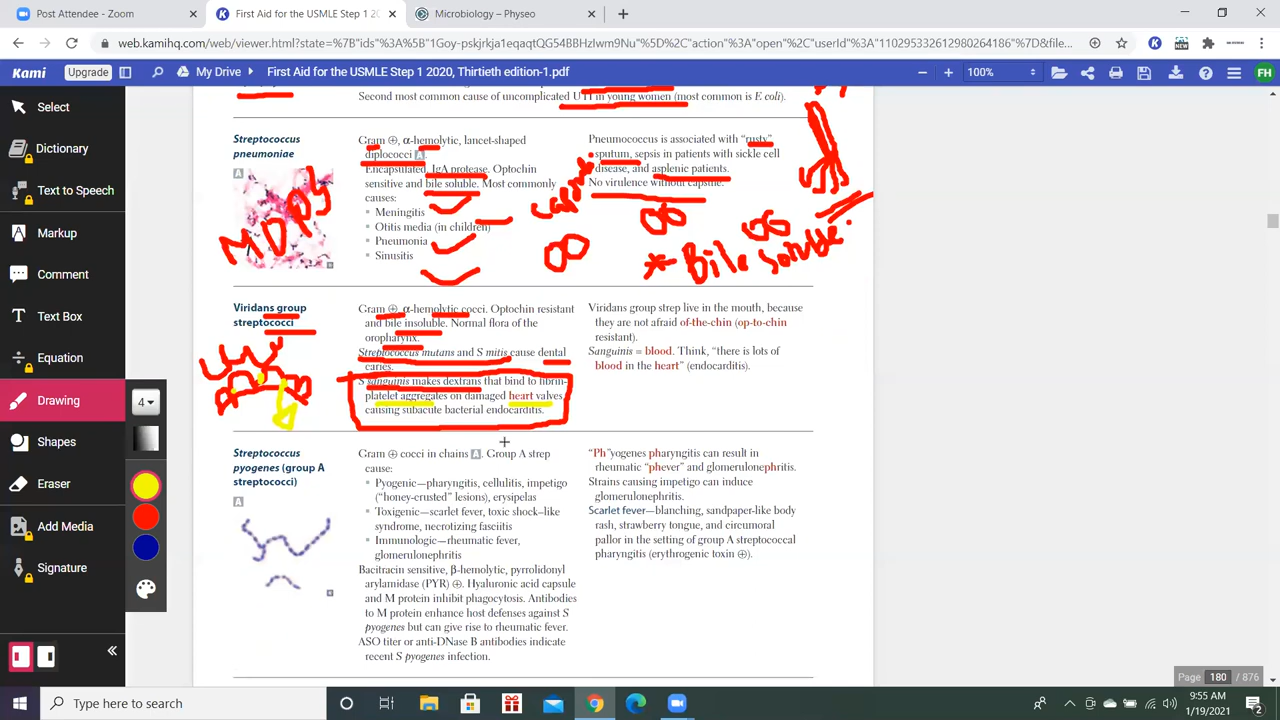 Post Attendee - Zoom
First Aid for the USMLE Step 1 20
Microbiology – Physeo
web.kamihq.com/web/viewer.html?state=%7B"ids"%3A%5B"1Goy-pskjrkja1eqaqtQG54BBHzlwm9Nu"%5D%2C"action"%3A"open"%2C"userId"%3A"110295332612980264186"%7D&file...
Kami
Upgrade
My Drive
First Aid for the USMLE Step 1 2020, Thirtieth edition-1.pdf
100%
FH
Select
Dictionary
Text to Speech
Markup
Comment
Text Box
Equation
Drawing
Shapes
Eraser
Add Media
Signature
4
Second most common cause of uncomplicated UTI in young women (most common is E coli).
Streptococcus
pneumoniae
A
MDPS
Gram ⊕, α-hemolytic, lancet-shaped
diplococci A.
Encapsulated. IgA protease. Optochin
sensitive and bile soluble. Most commonly
causes:
Meningitis
Otitis media (in children)
Pneumonia
Sinusitis
Pneumococcus is associated with “rusty”
sputum, sepsis in patients with sickle cell
disease, and asplenic patients.
No virulence without capsule.
Bile soluble
Viridans group
streptococci
Gram ⊕, α-hemolytic cocci. Optochin resistant
and bile insoluble. Normal flora of the
oropharynx.
Streptococcus mutans and S mitis cause dental
caries.
S sanguinis makes dextrans that bind to fibrin-
platelet aggregates on damaged heart valves,
causing subacute bacterial endocarditis.
Viridans group strep live in the mouth, because
they are not afraid of-the-chin (op-to-chin
resistant).
Sanguinis = blood. Think, “there is lots of
blood in the heart” (endocarditis).
Streptococcus
pyogenes (group A
streptococci)
A
Gram ⊕ cocci in chains A. Group A strep
cause:
Pyogenic—pharyngitis, cellulitis, impetigo
(“honey-crusted” lesions), erysipelas
Toxigenic—scarlet fever, toxic shock–like
syndrome, necrotizing fasciitis
Immunologic—rheumatic fever,
glomerulonephritis
Bacitracin sensitive, β-hemolytic, pyrrolidonyl
arylamidase (PYR) ⊕. Hyaluronic acid capsule
and M protein inhibit phagocytosis. Antibodies
to M protein enhance host defenses against S
pyogenes but can give rise to rheumatic fever.
ASO titer or anti-DNase B antibodies indicate
recent S pyogenes infection.
“Ph”yogenes pharyngitis can result in
rheumatic “phever” and glomerulonephritis.
Strains causing impetigo can induce
glomerulonephritis.
Scarlet fever—blanching, sandpaper-like body
rash, strawberry tongue, and circumoral
pallor in the setting of group A streptococcal
pharyngitis (erythrogenic toxin ⊕).
Page 180 / 876
Type here to search
9:55 AM
1/19/2021
2